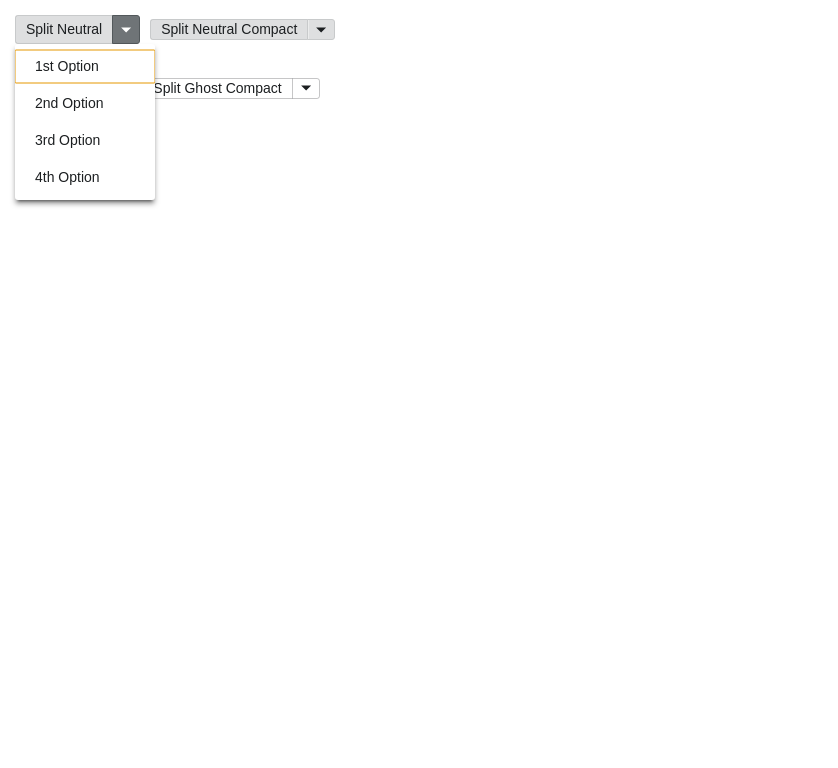 Split Neutral
Split Neutral Compact
1st Option
Split Ghost Compact
2nd Option
3rd Option
4th Option